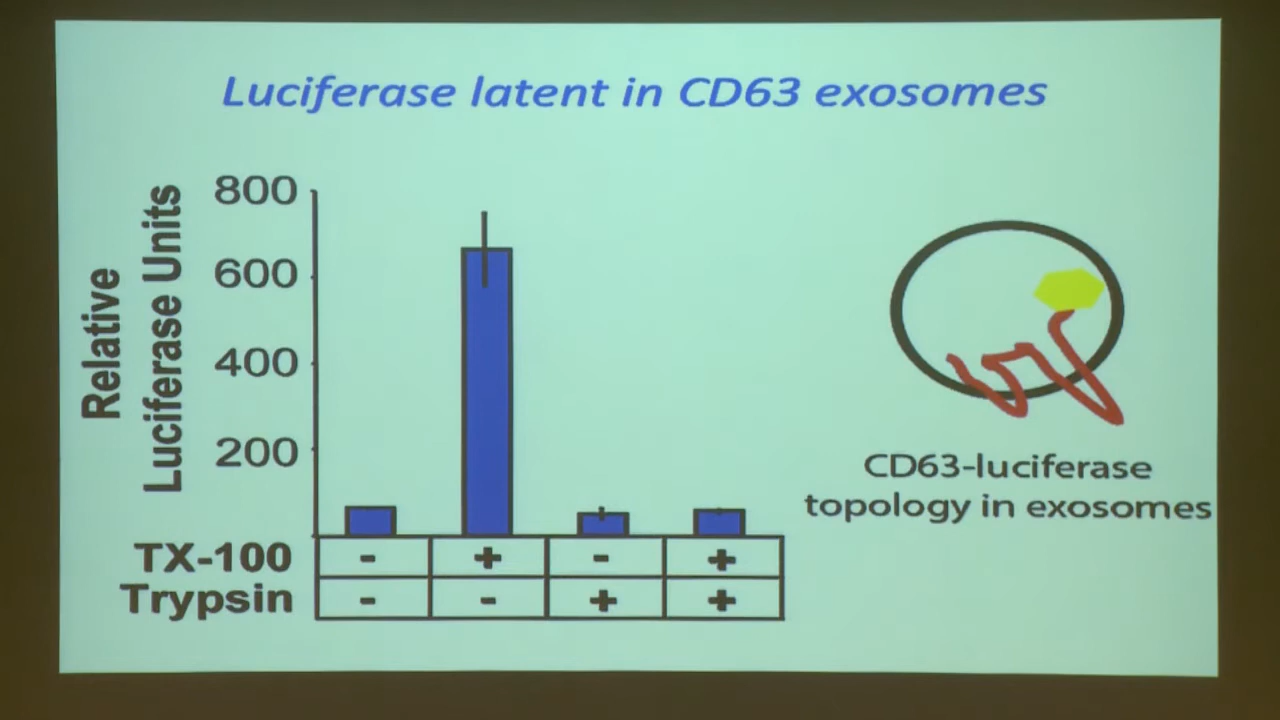 Luciferase latent in CD63 exosomes
Relative
Luciferase Units
800
600
400
200
TX-100 - + - +
Trypsin - - + +
CD63-luciferase
topology in exosomes